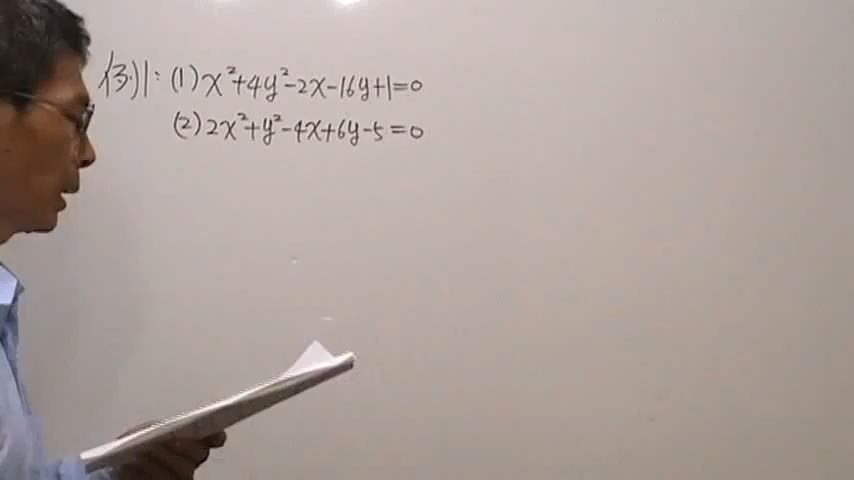 例1: (1) x²+4y²-2x-16y+1=0
(2) 2x²+y²-4x+6y-5=0